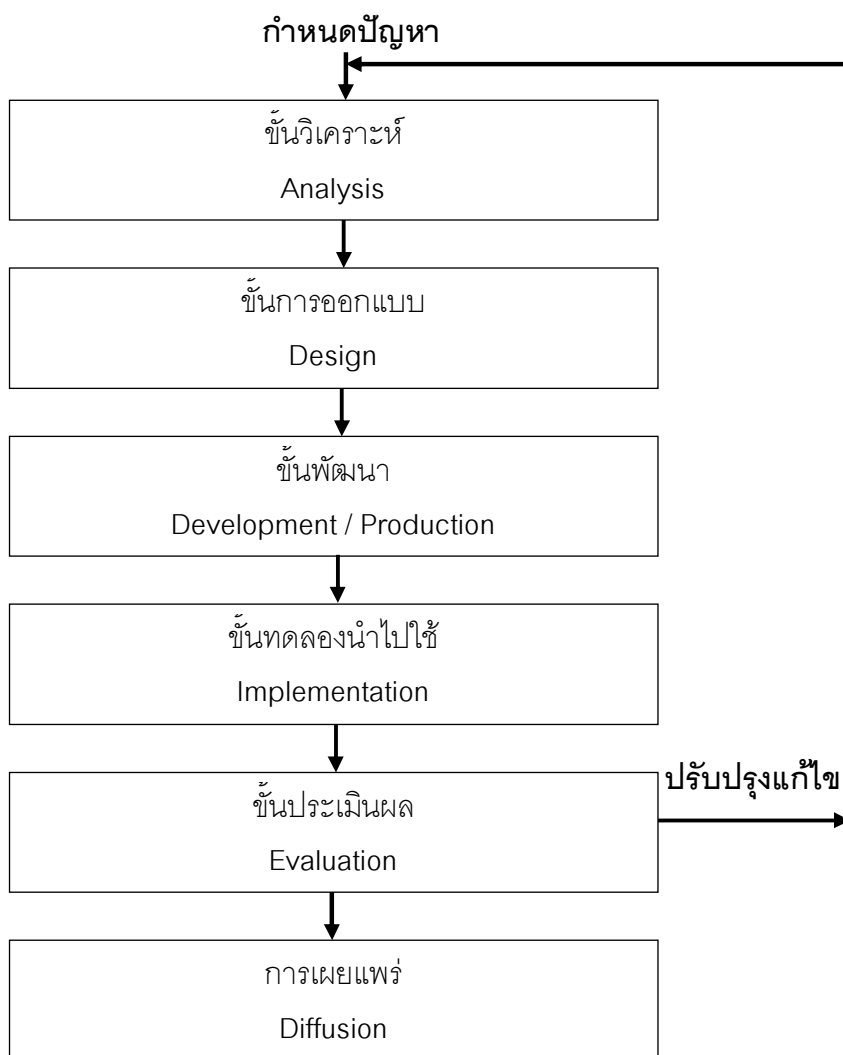 กำหนดปัญหา
ขั้นวิเคราะห์
Analysis
ขั้นการออกแบบ
Design
ขั้นพัฒนา
Development / Production
ขั้นทดลองนำไปใช้
Implementation
ปรับปรุงแก้ไข
ขั้นประเมินผล
Evaluation
การเผยแพร่
Diffusion